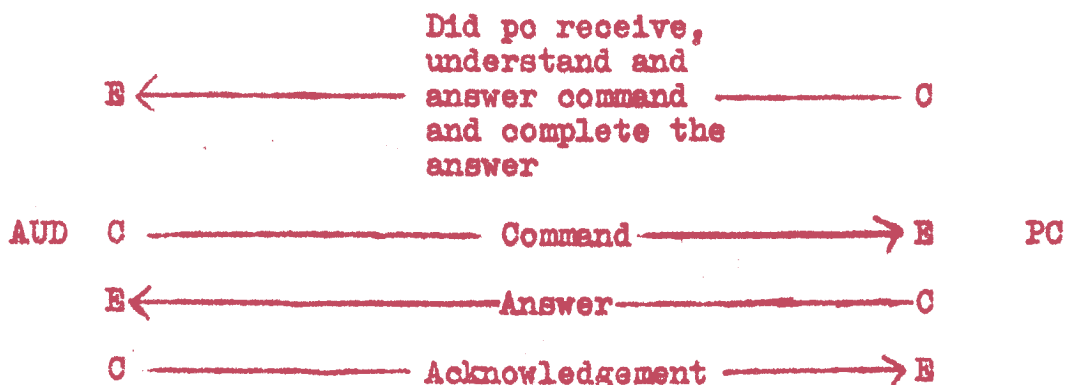 Did pc receive,
understand and
E answer command C
and complete the
answer
AUD C Command E PC
E Answer C
C Acknowledgement E